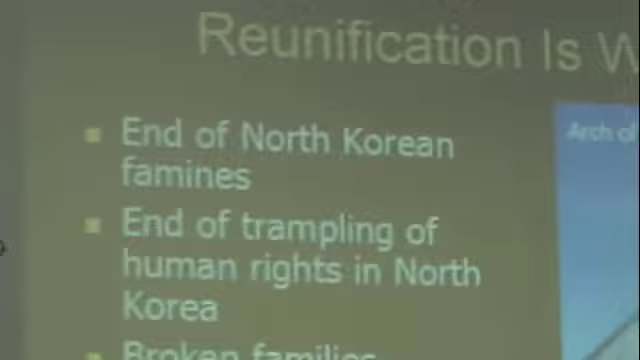 Reunification Is W
End of North Korean
famines
Arch of
End of trampling of
human rights in North
Korea
Broken families